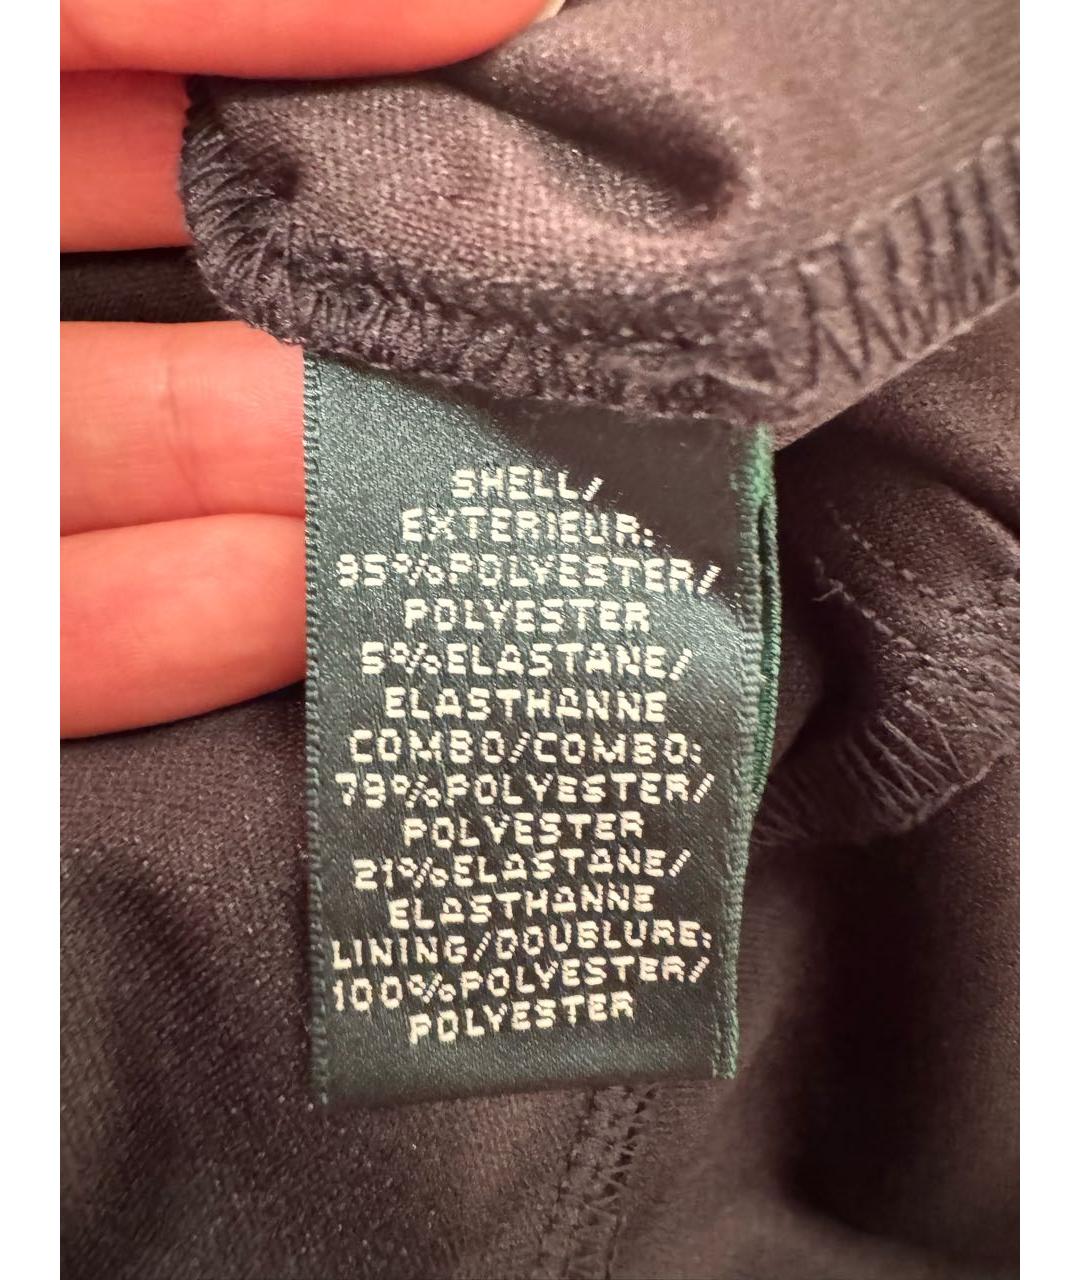 SHELL/
EXTERIEUR:
95%POLYESTER/
POLYESTER
5%ELASTANE/
ELASTHANNE
COMBO/COMBO:
79%POLYESTER/
POLYESTER
21%ELASTANE/
ELASTHANNE
LINING/DOUBLURE:
100%POLYESTER/
POLYESTER